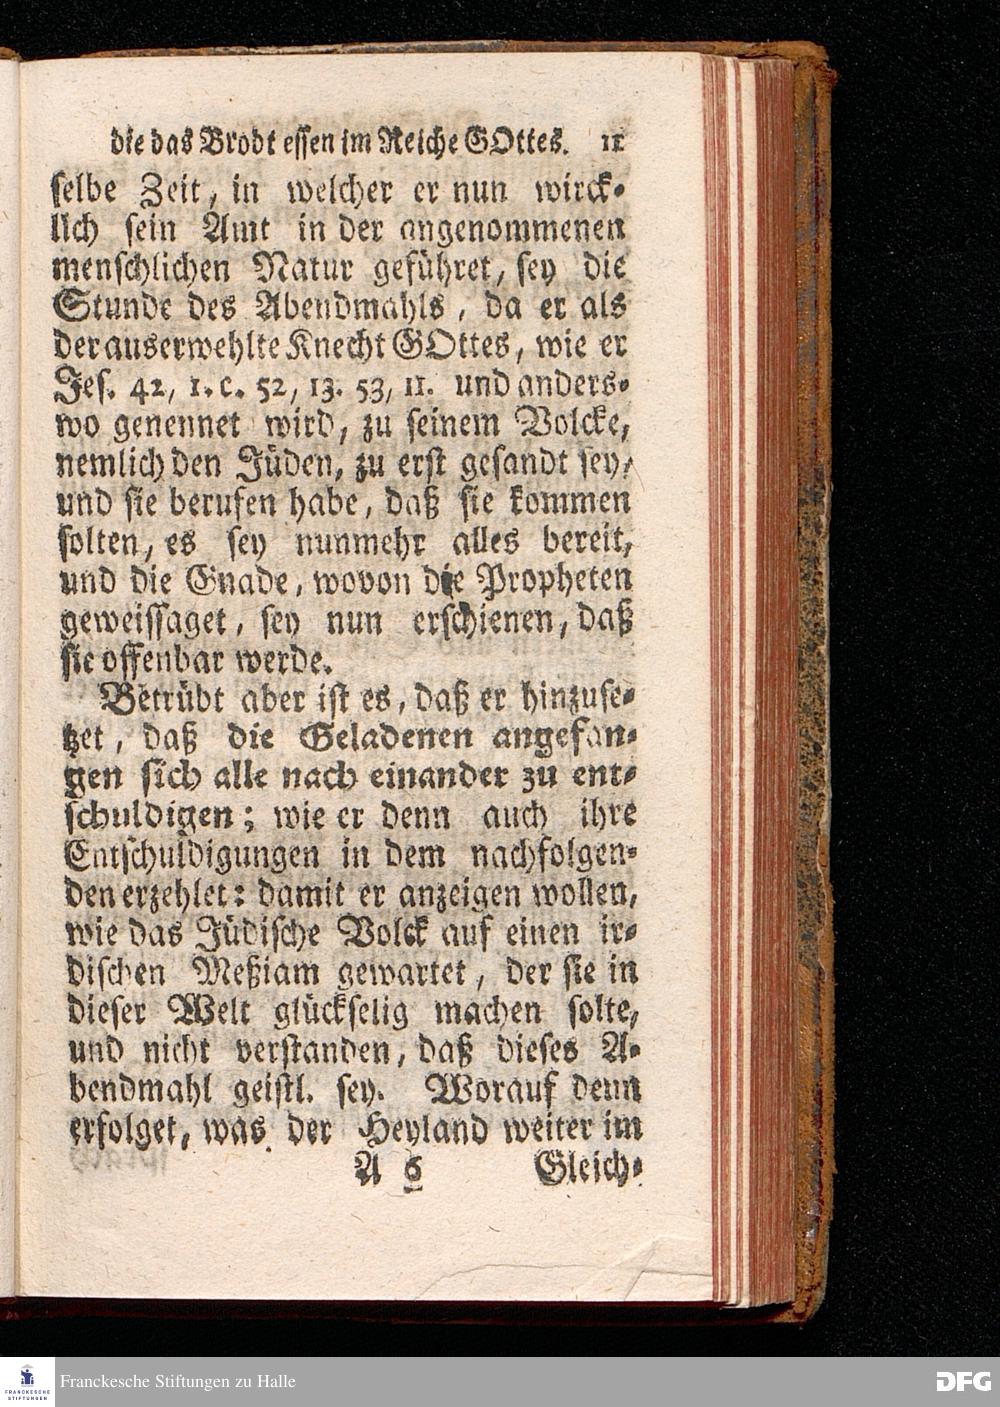 die das Brodt essen im Reiche GOttes. 11
selbe Zeit, in welcher er nun wirck-
lich sein Amt in der angenommenen
menschlichen Natur geführet, sey die
Stunde des Abendmahls, da er als
der auserwehlte Knecht GOttes, wie er
Jes. 42, 1. c. 52, 13. 53, 11. und anders-
wo genennet wird, zu seinem Volcke,
nemlich den Jüden, zu erst gesandt sey,
und sie berufen habe, daß sie kommen
solten, es sey nunmehr alles bereit,
und die Gnade, wovon die Propheten
geweissaget, sey nun erschienen, daß
sie offenbar werde.
Betrübt aber ist es, daß er hinzuse-
tzet, daß die Geladenen angefan-
gen sich alle nach einander zu ent-
schuldigen; wie er denn auch ihre
Entschuldigungen in dem nachfolgen-
den erzehlet: damit er anzeigen wollen,
wie das Jüdische Volck auf einen ir-
dischen Meßiam gewartet, der sie in
dieser Welt glückselig machen solte,
und nicht verstanden, daß dieses A-
bendmahl geistl. sey. Worauf denn
erfolget, was der Heyland weiter im
A 6 Gleich-
FRANCKESCHE
STIFTUNGEN
Franckesche Stiftungen zu Halle
DFG